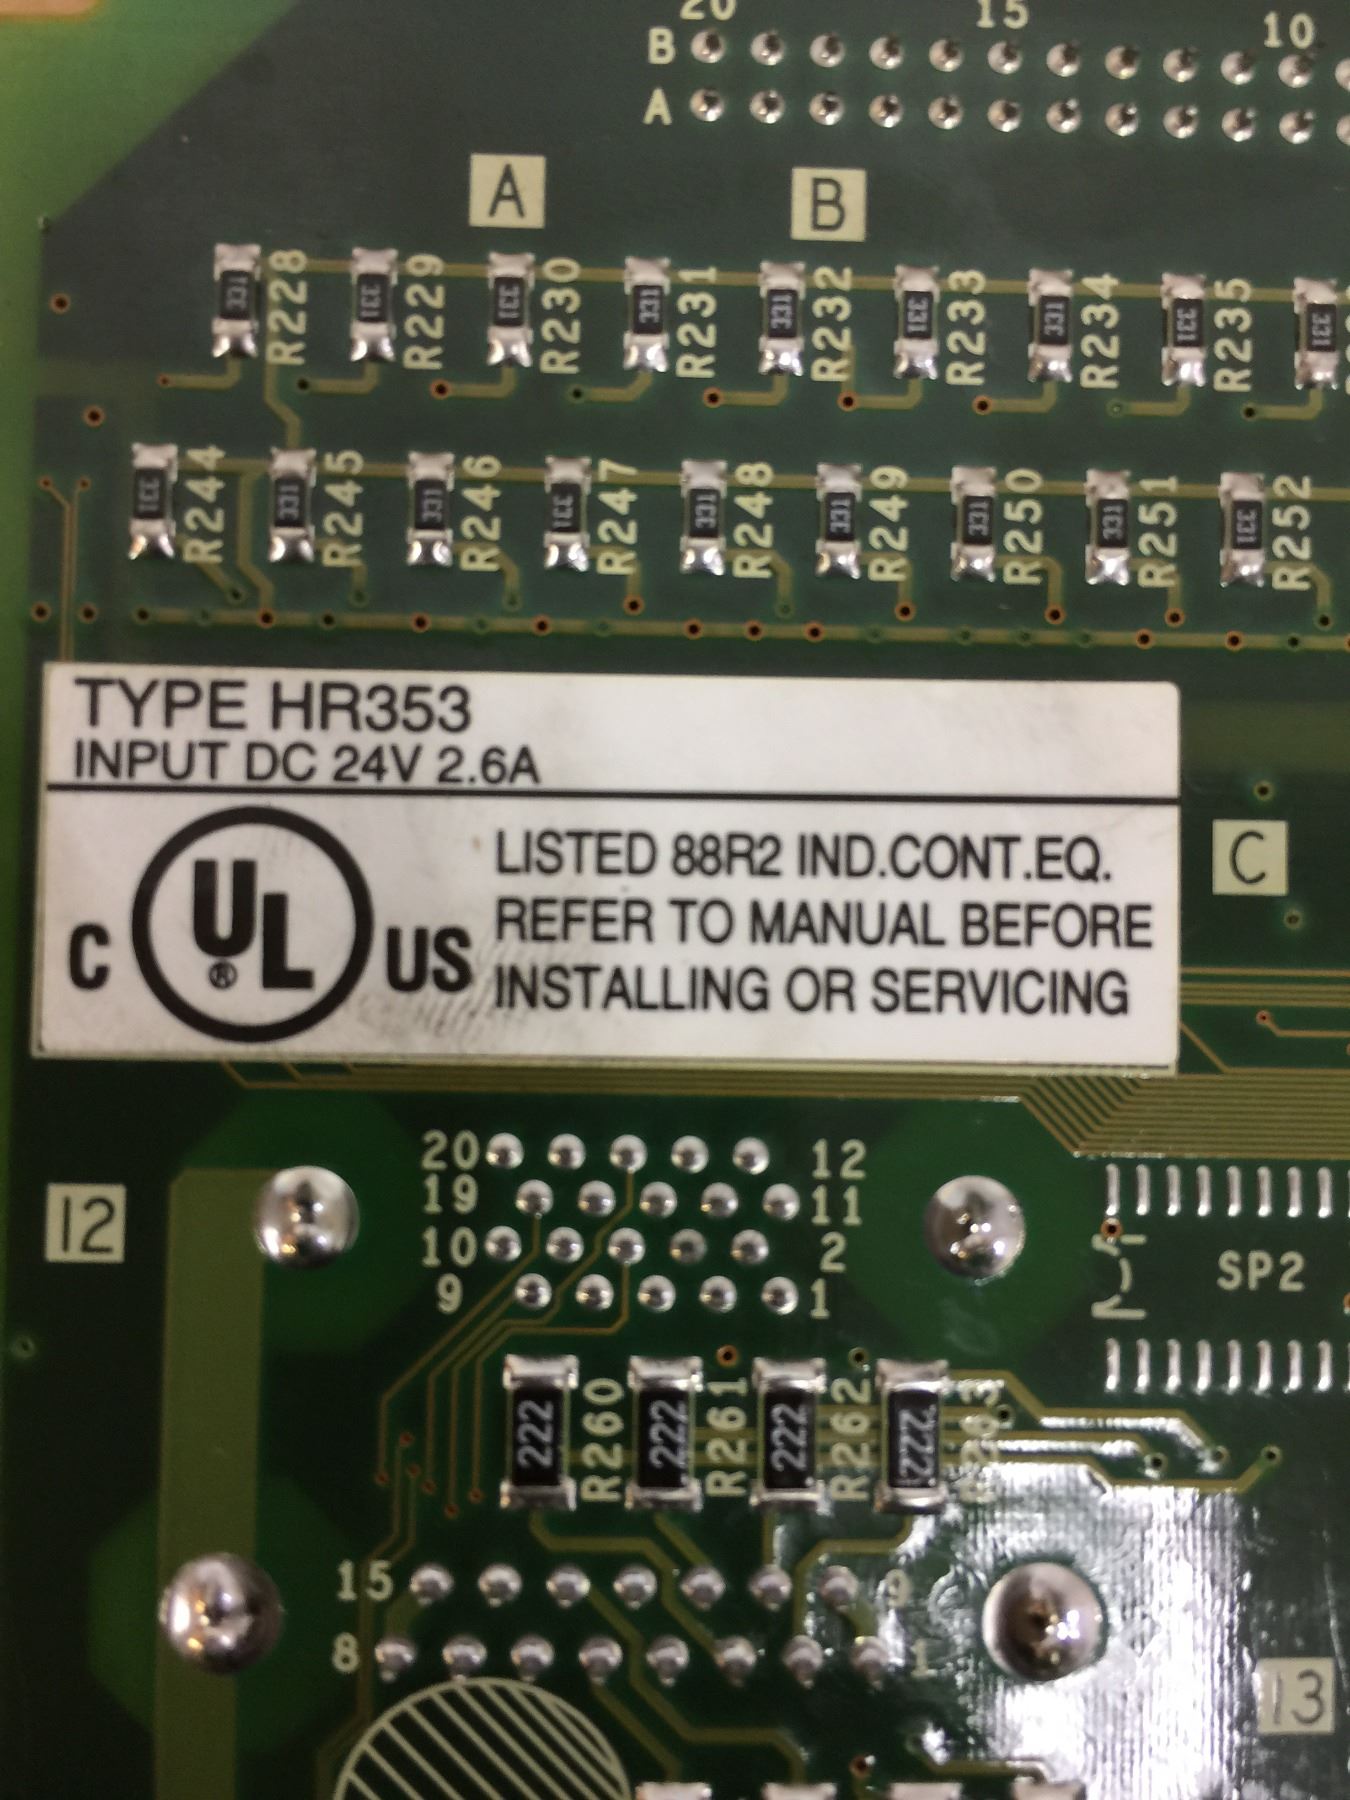 20 15 10
B
A
A B
331 R228 331 R229 331 R230 331 R231 331 R232 331 R233 331 R234 331 R235 331
331 R244 331 R245 331 R246 331 R247 331 R248 331 R249 331 R250 331 R251 331 R252
TYPE HR353
INPUT DC 24V 2.6A
C UL ® US
LISTED 88R2 IND.CONT.EQ.
REFER TO MANUAL BEFORE
INSTALLING OR SERVICING
C
20 12
19 11
10 2
9 1
12
SP2
222 R260 222 R261 222 R262 222 R263
15 9
8 1
13